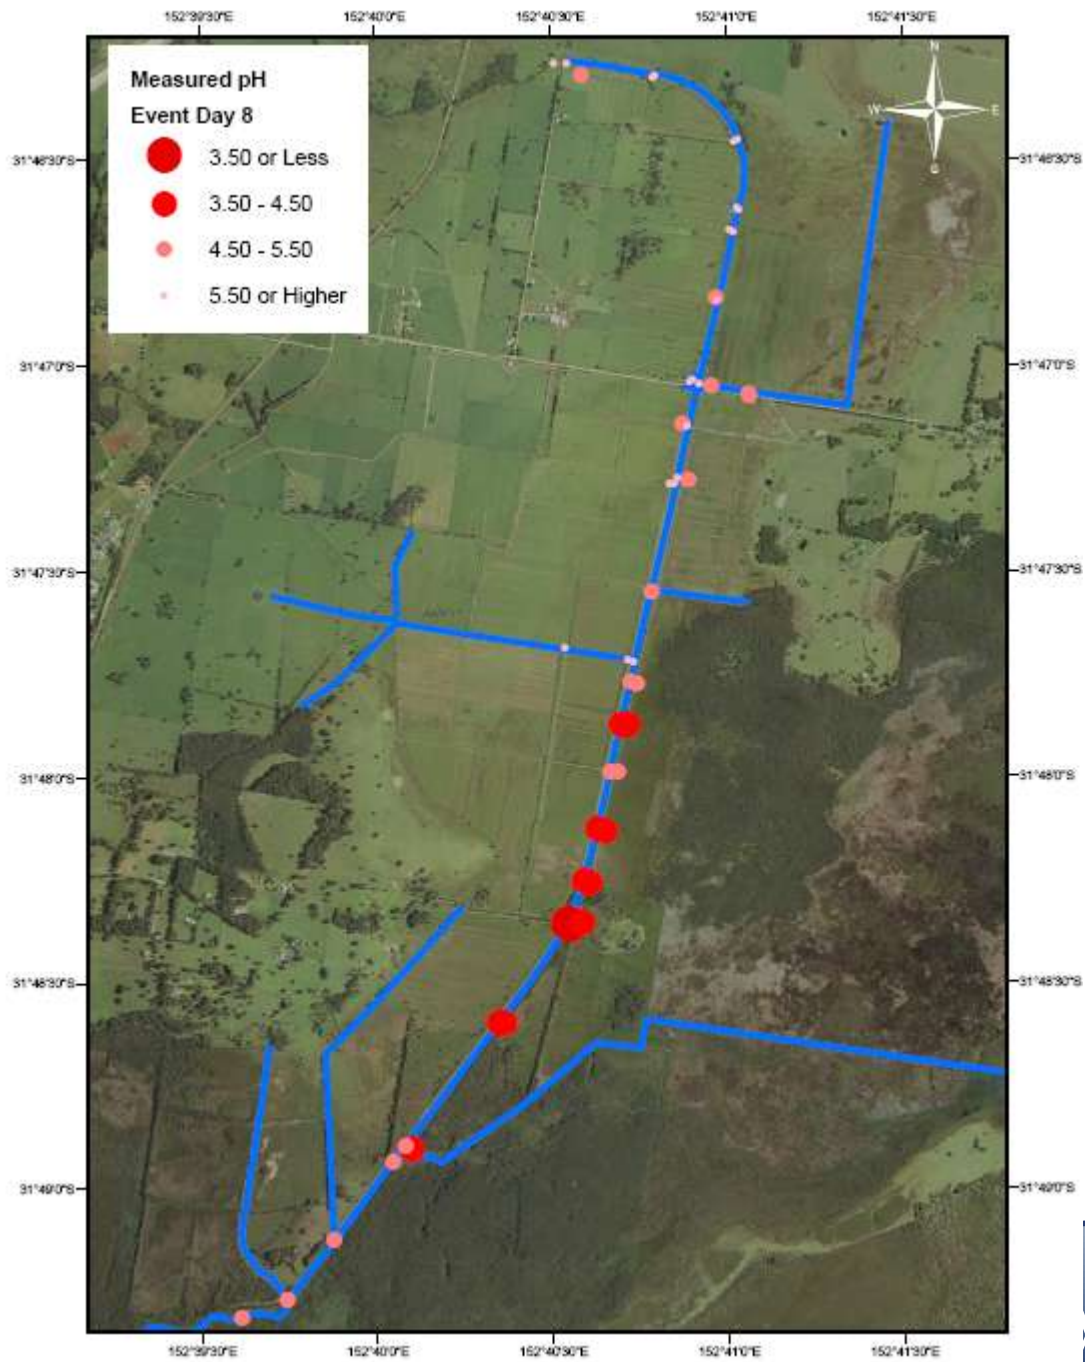 152°39'30"E 152°40'0"E 152°40'30"E 152°41'0"E 152°41'30"E
Measured pH
Event Day 8
3.50 or Less
3.50 - 4.50
4.50 - 5.50
5.50 or Higher
N
W E
S
31°46'30"S 31°46'30"S
31°47'0"S 31°47'0"S
31°47'30"S 31°47'30"S
31°48'0"S 31°48'0"S
31°48'30"S 31°48'30"S
31°49'0"S 31°49'0"S
152°39'30"E 152°40'0"E 152°40'30"E 152°41'0"E 152°41'30"E